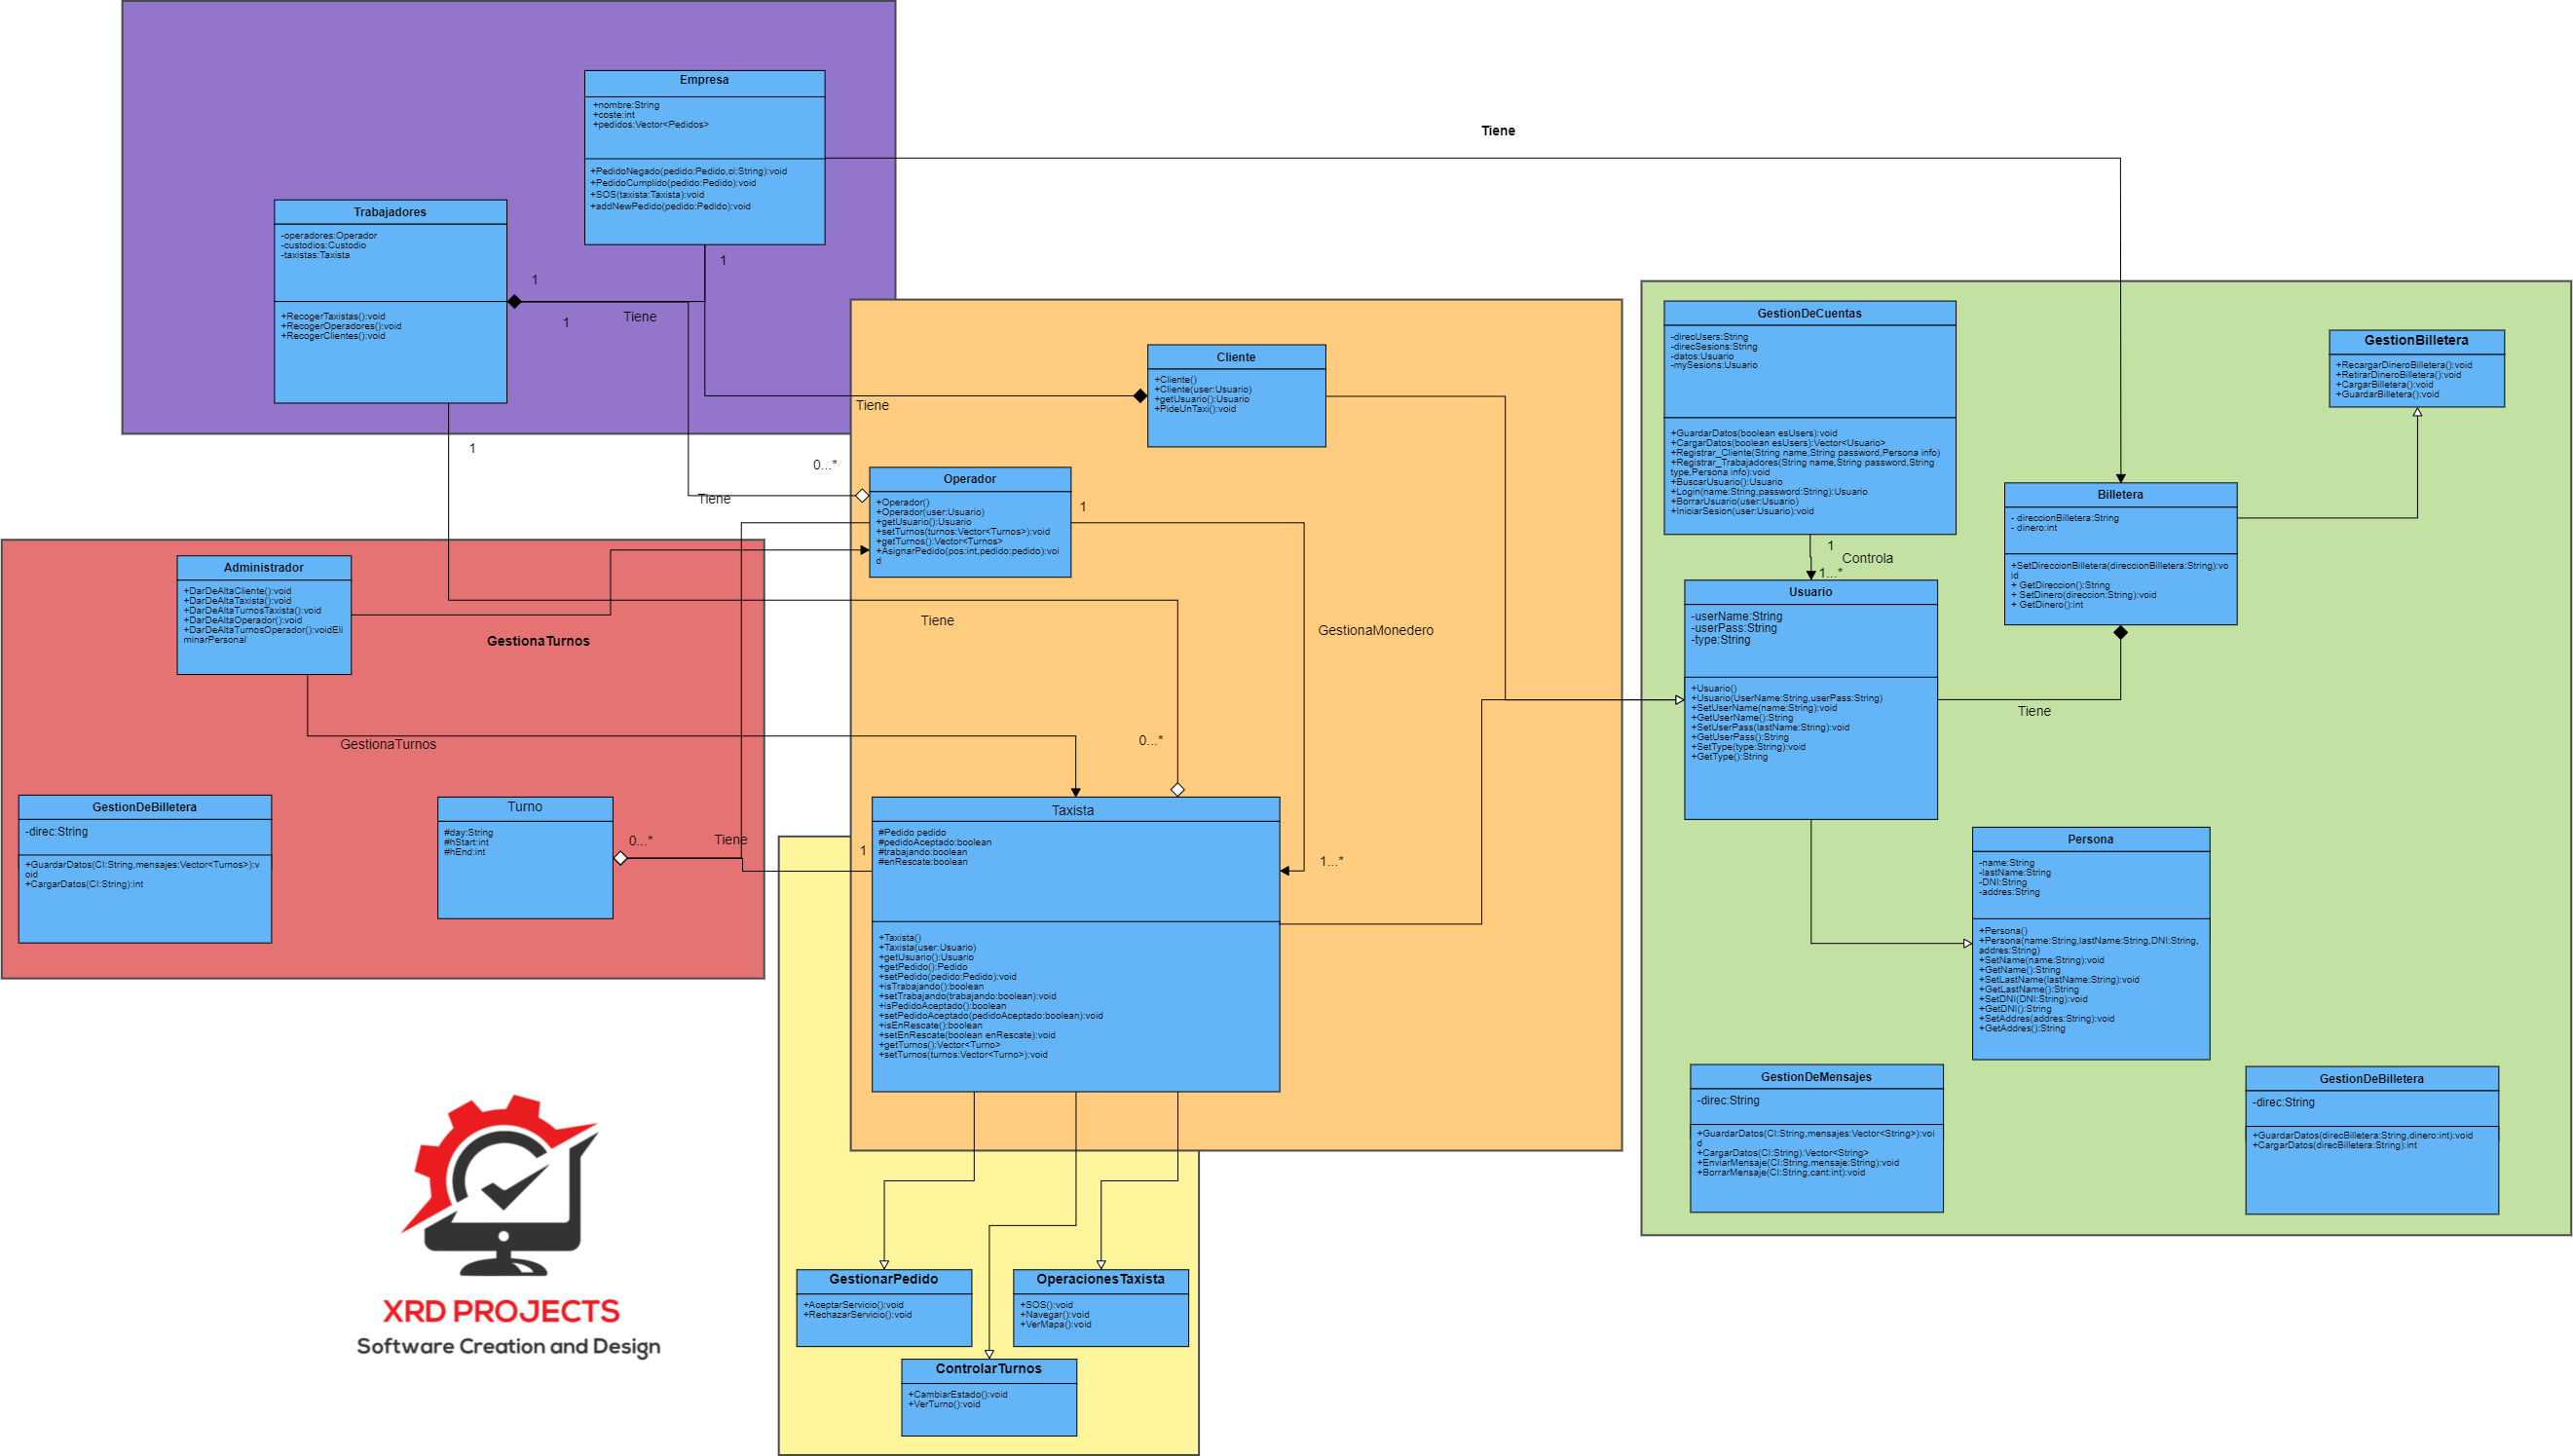 Empresa
+nombre:String
+coste:int
+pedidos:Vector<Pedidos>
+PedidoNegado(pedido:Pedido,ci:String):void
+PedidoCumplido(pedido:Pedido):void
+SOS(taxista:Taxista):void
+addNewPedido(pedido:Pedido):void
Tiene
Trabajadores
-operadores:Operador
-custodios:Custodio
-taxistas:Taxista
+RecogerTaxistas():void
+RecogerOperadores():void
+RecogerClientes():void
1
1
1
Tiene
Tiene
1
0...*
Tiene
Cliente
+Cliente()
+Cliente(user:Usuario)
+getUsuario():Usuario
+PideUnTaxi():void
Operador
+Operador()
+Operador(user:Usuario)
+getUsuario():Usuario
+setTurnos(turnos:Vector<Turnos>):void
+getTurnos():Vector<Turnos>
+AsignarPedido(pos:int,pedido:pedido):voi
d
1
GestionaMonedero
Tiene
0...*
1...*
Administrador
+DarDeAltaCliente():void
+DarDeAltaTaxista():void
+DarDeAltaTurnosTaxista():void
+DarDeAltaOperador():void
+DarDeAltaTurnosOperador():voidEli
minarPersonal
GestionaTurnos
GestionaTurnos
GestionDeBilletera
-direc:String
+GuardarDatos(CI:String,mensajes:Vector<Turnos>):v
oid
+CargarDatos(CI:String):int
Turno
#day:String
#hStart:int
#hEnd:int
0...*
Tiene
1
Taxista
#Pedido pedido
#pedidoAceptado:boolean
#trabajando:boolean
#enRescate:boolean
+Taxista()
+Taxista(user:Usuario)
+getUsuario():Usuario
+getPedido():Pedido
+setPedido(pedido:Pedido):void
+isTrabajando():boolean
+setTrabajando(trabajando:boolean):void
+isPedidoAceptado():boolean
+setPedidoAceptado(pedidoAceptado:boolean):void
+isEnRescate():boolean
+setEnRescate(boolean enRescate):void
+getTurnos():Vector<Turno>
+setTurnos(turnos:Vector<Turno>):void
GestionarPedido
+AceptarServicio():void
+RechazarServicio():void
OperacionesTaxista
+SOS():void
+Navegar():void
+VerMapa():void
ControlarTurnos
+CambiarEstado():void
+VerTurno():void
GestionDeCuentas
-direcUsers:String
-direcSesions:String
-datos:Usuario
-mySesions:Usuario
+GuardarDatos(boolean esUsers):void
+CargarDatos(boolean esUsers):Vector<Usuario>
+Registrar_Cliente(String name,String password,Persona info)
+Registrar_Trabajadores(String name,String password,String
type,Persona info):void
+BuscarUsuario():Usuario
+Login(name:String,password:String):Usuario
+BorrarUsuario(user:Usuario)
+IniciarSesion(user:Usuario):void
1
Controla
1...*
GestionBilletera
+RecargarDineroBilletera():void
+RetirarDineroBilletera():void
+CargarBilletera():void
+GuardarBilletera():void
Billetera
- direccionBilletera:String
- dinero:int
+SetDireccionBilletera(direccionBilletera:String):vo
id
+ GetDireccion():String
+ SetDinero(direccion:String):void
+ GetDinero():int
Usuario
-userName:String
-userPass:String
-type:String
+Usuario()
+Usuario(UserName:String,userPass:String)
+SetUserName(name:String):void
+GetUserName():String
+SetUserPass(lastName:String):void
+GetUserPass():String
+SetType(type:String):void
+GetType():String
Tiene
Persona
-name:String
-lastName:String
-DNI:String
-addres:String
+Persona()
+Persona(name:String,lastName:String,DNI:String,
addres:String)
+SetName(name:String):void
+GetName():String
+SetLastName(lastName:String):void
+GetLastName():String
+SetDNI(DNI:String):void
+GetDNI():String
+SetAddres(addres:String):void
+GetAddres():String
GestionDeMensajes
-direc:String
+GuardarDatos(CI:String,mensajes:Vector<String>):voi
d
+CargarDatos(CI:String):Vector<String>
+EnviarMensaje(CI:String,mensaje:String):void
+BorrarMensaje(CI:String,cant:int):void
GestionDeBilletera
-direc:String
+GuardarDatos(direcBilletera:String,dinero:int):void
+CargarDatos(direcBilletera:String):int
XRD PROJECTS
Software Creation and Design